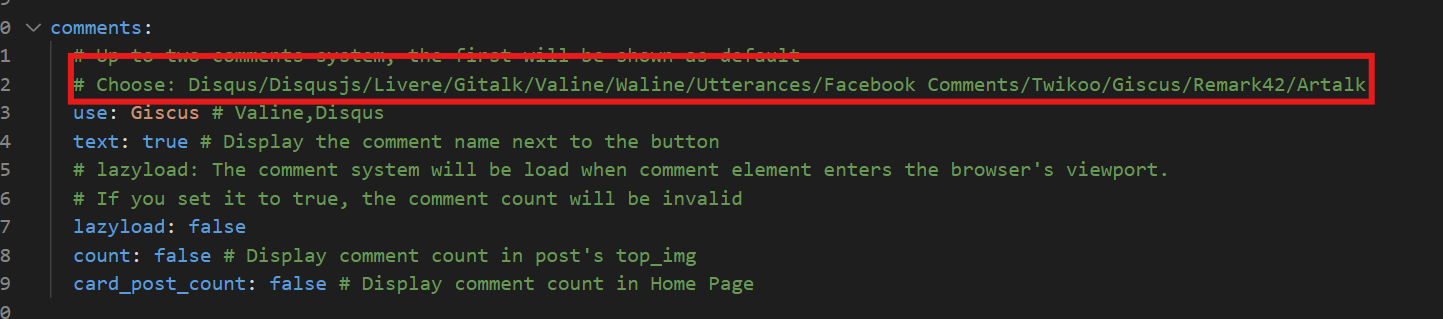 0 comments:
1 # Up to two comments system, the first will be shown as default
2 # Choose: Disqus/Disqusjs/Livere/Gitalk/Valine/Waline/Utterances/Facebook Comments/Twikoo/Giscus/Remark42/Artalk
3 use: Giscus # Valine,Disqus
4 text: true # Display the comment name next to the button
5 # lazyload: The comment system will be load when comment element enters the browser's viewport.
6 # If you set it to true, the comment count will be invalid
7 lazyload: false
8 count: false # Display comment count in post's top_img
9 card_post_count: false # Display comment count in Home Page
0